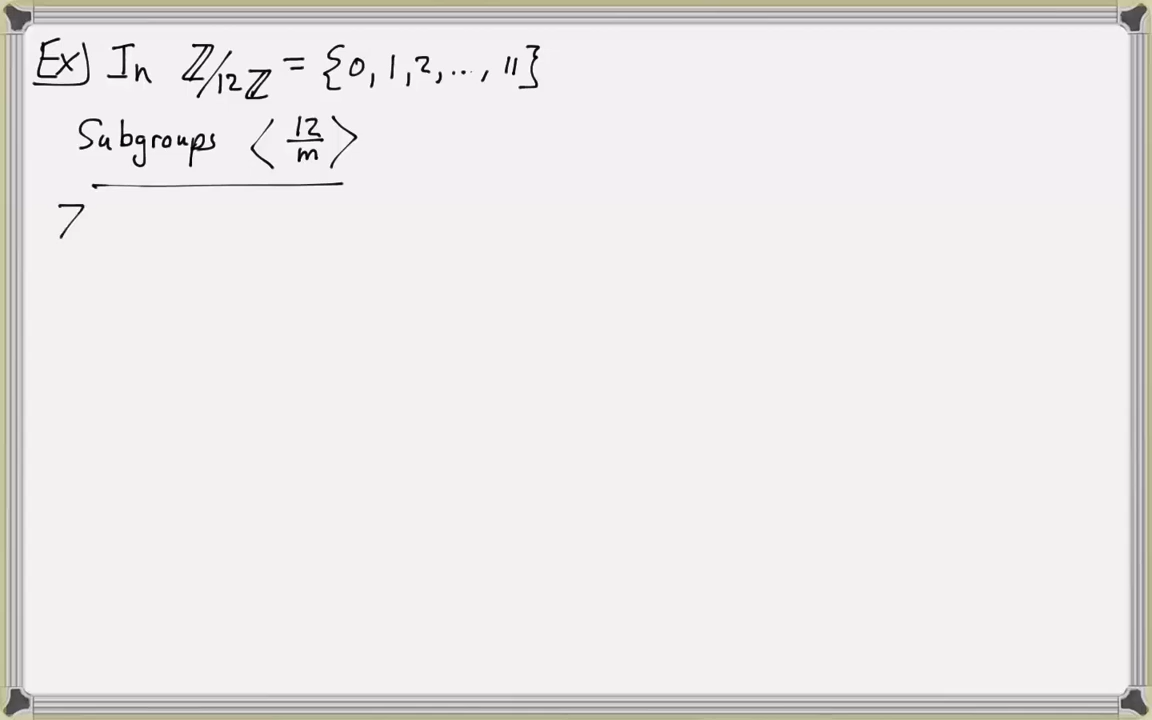 Ex) In ℤ/12ℤ = {0, 1, 2, ..., 11}
Subgroups ⟨12/m⟩
7